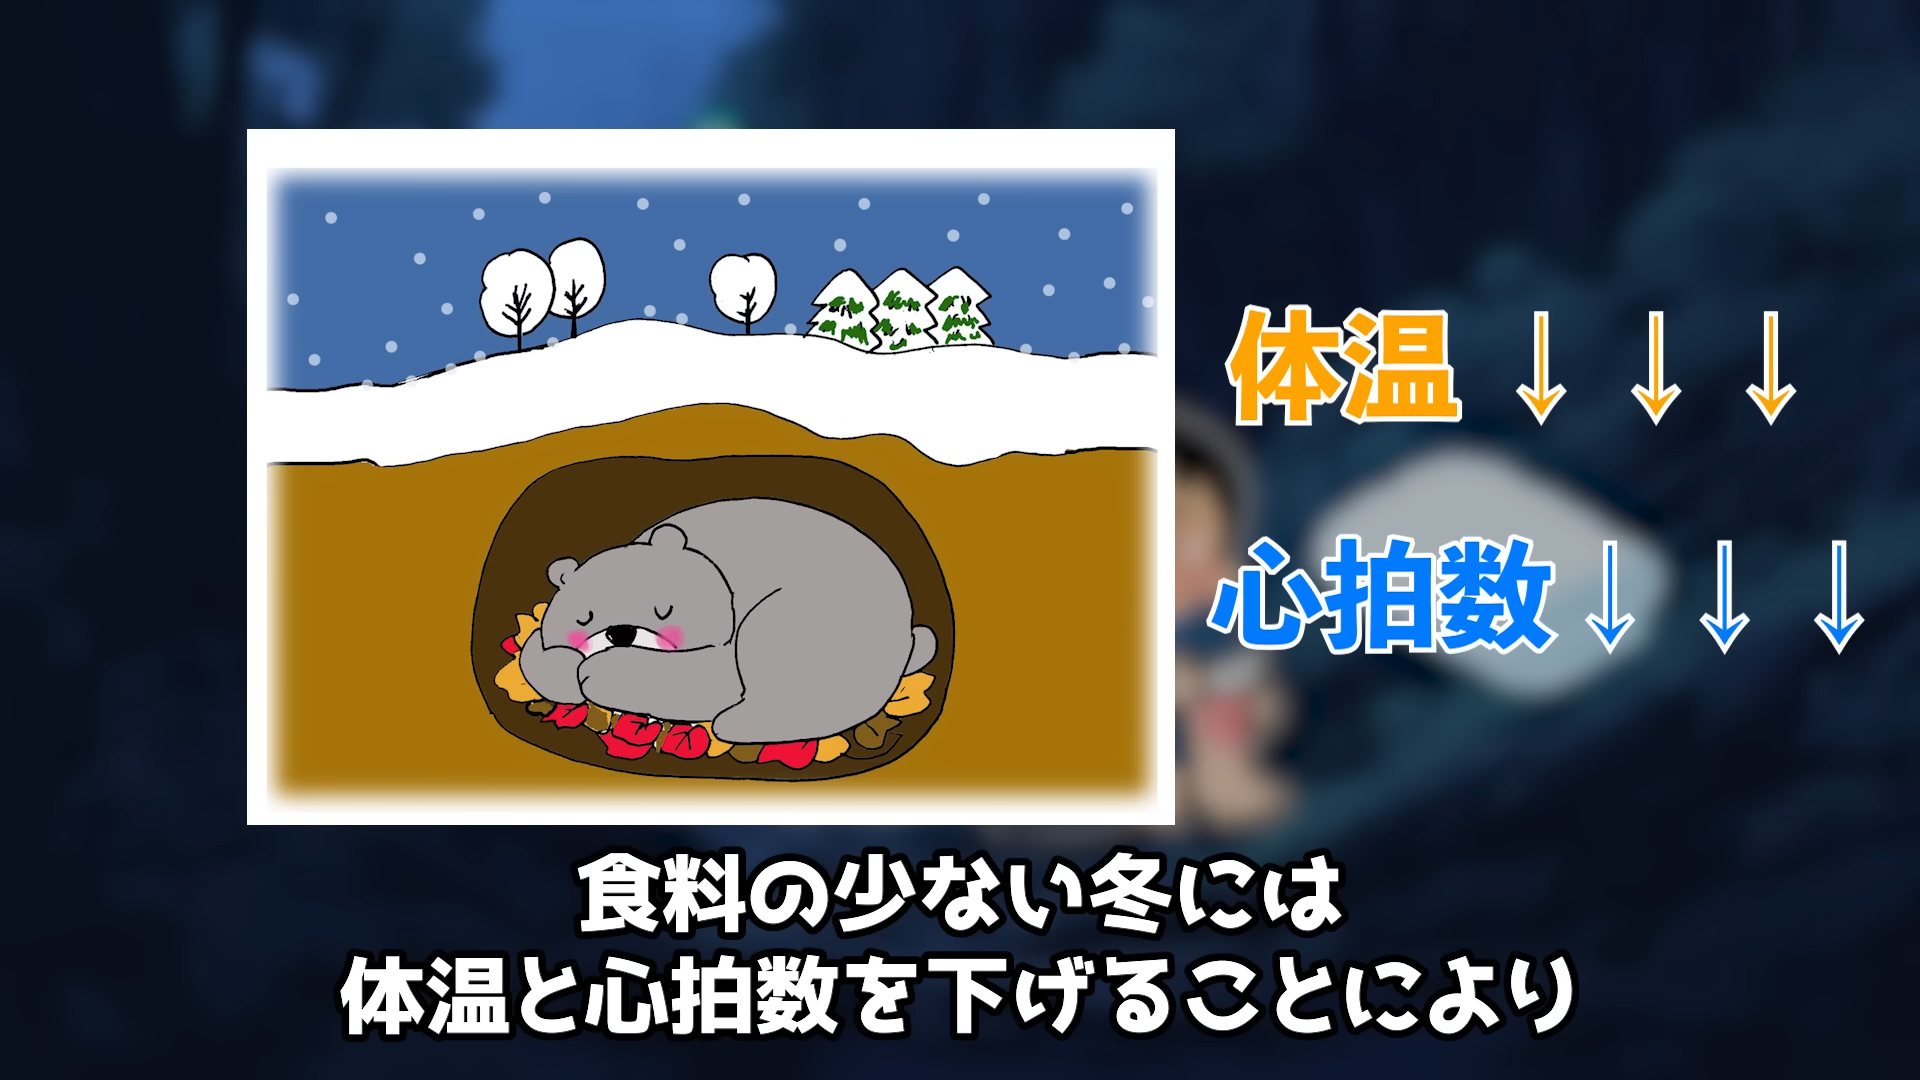 体温 ↓ ↓ ↓
心拍数 ↓ ↓ ↓
食料の少ない冬には
体温と心拍数を下げることにより